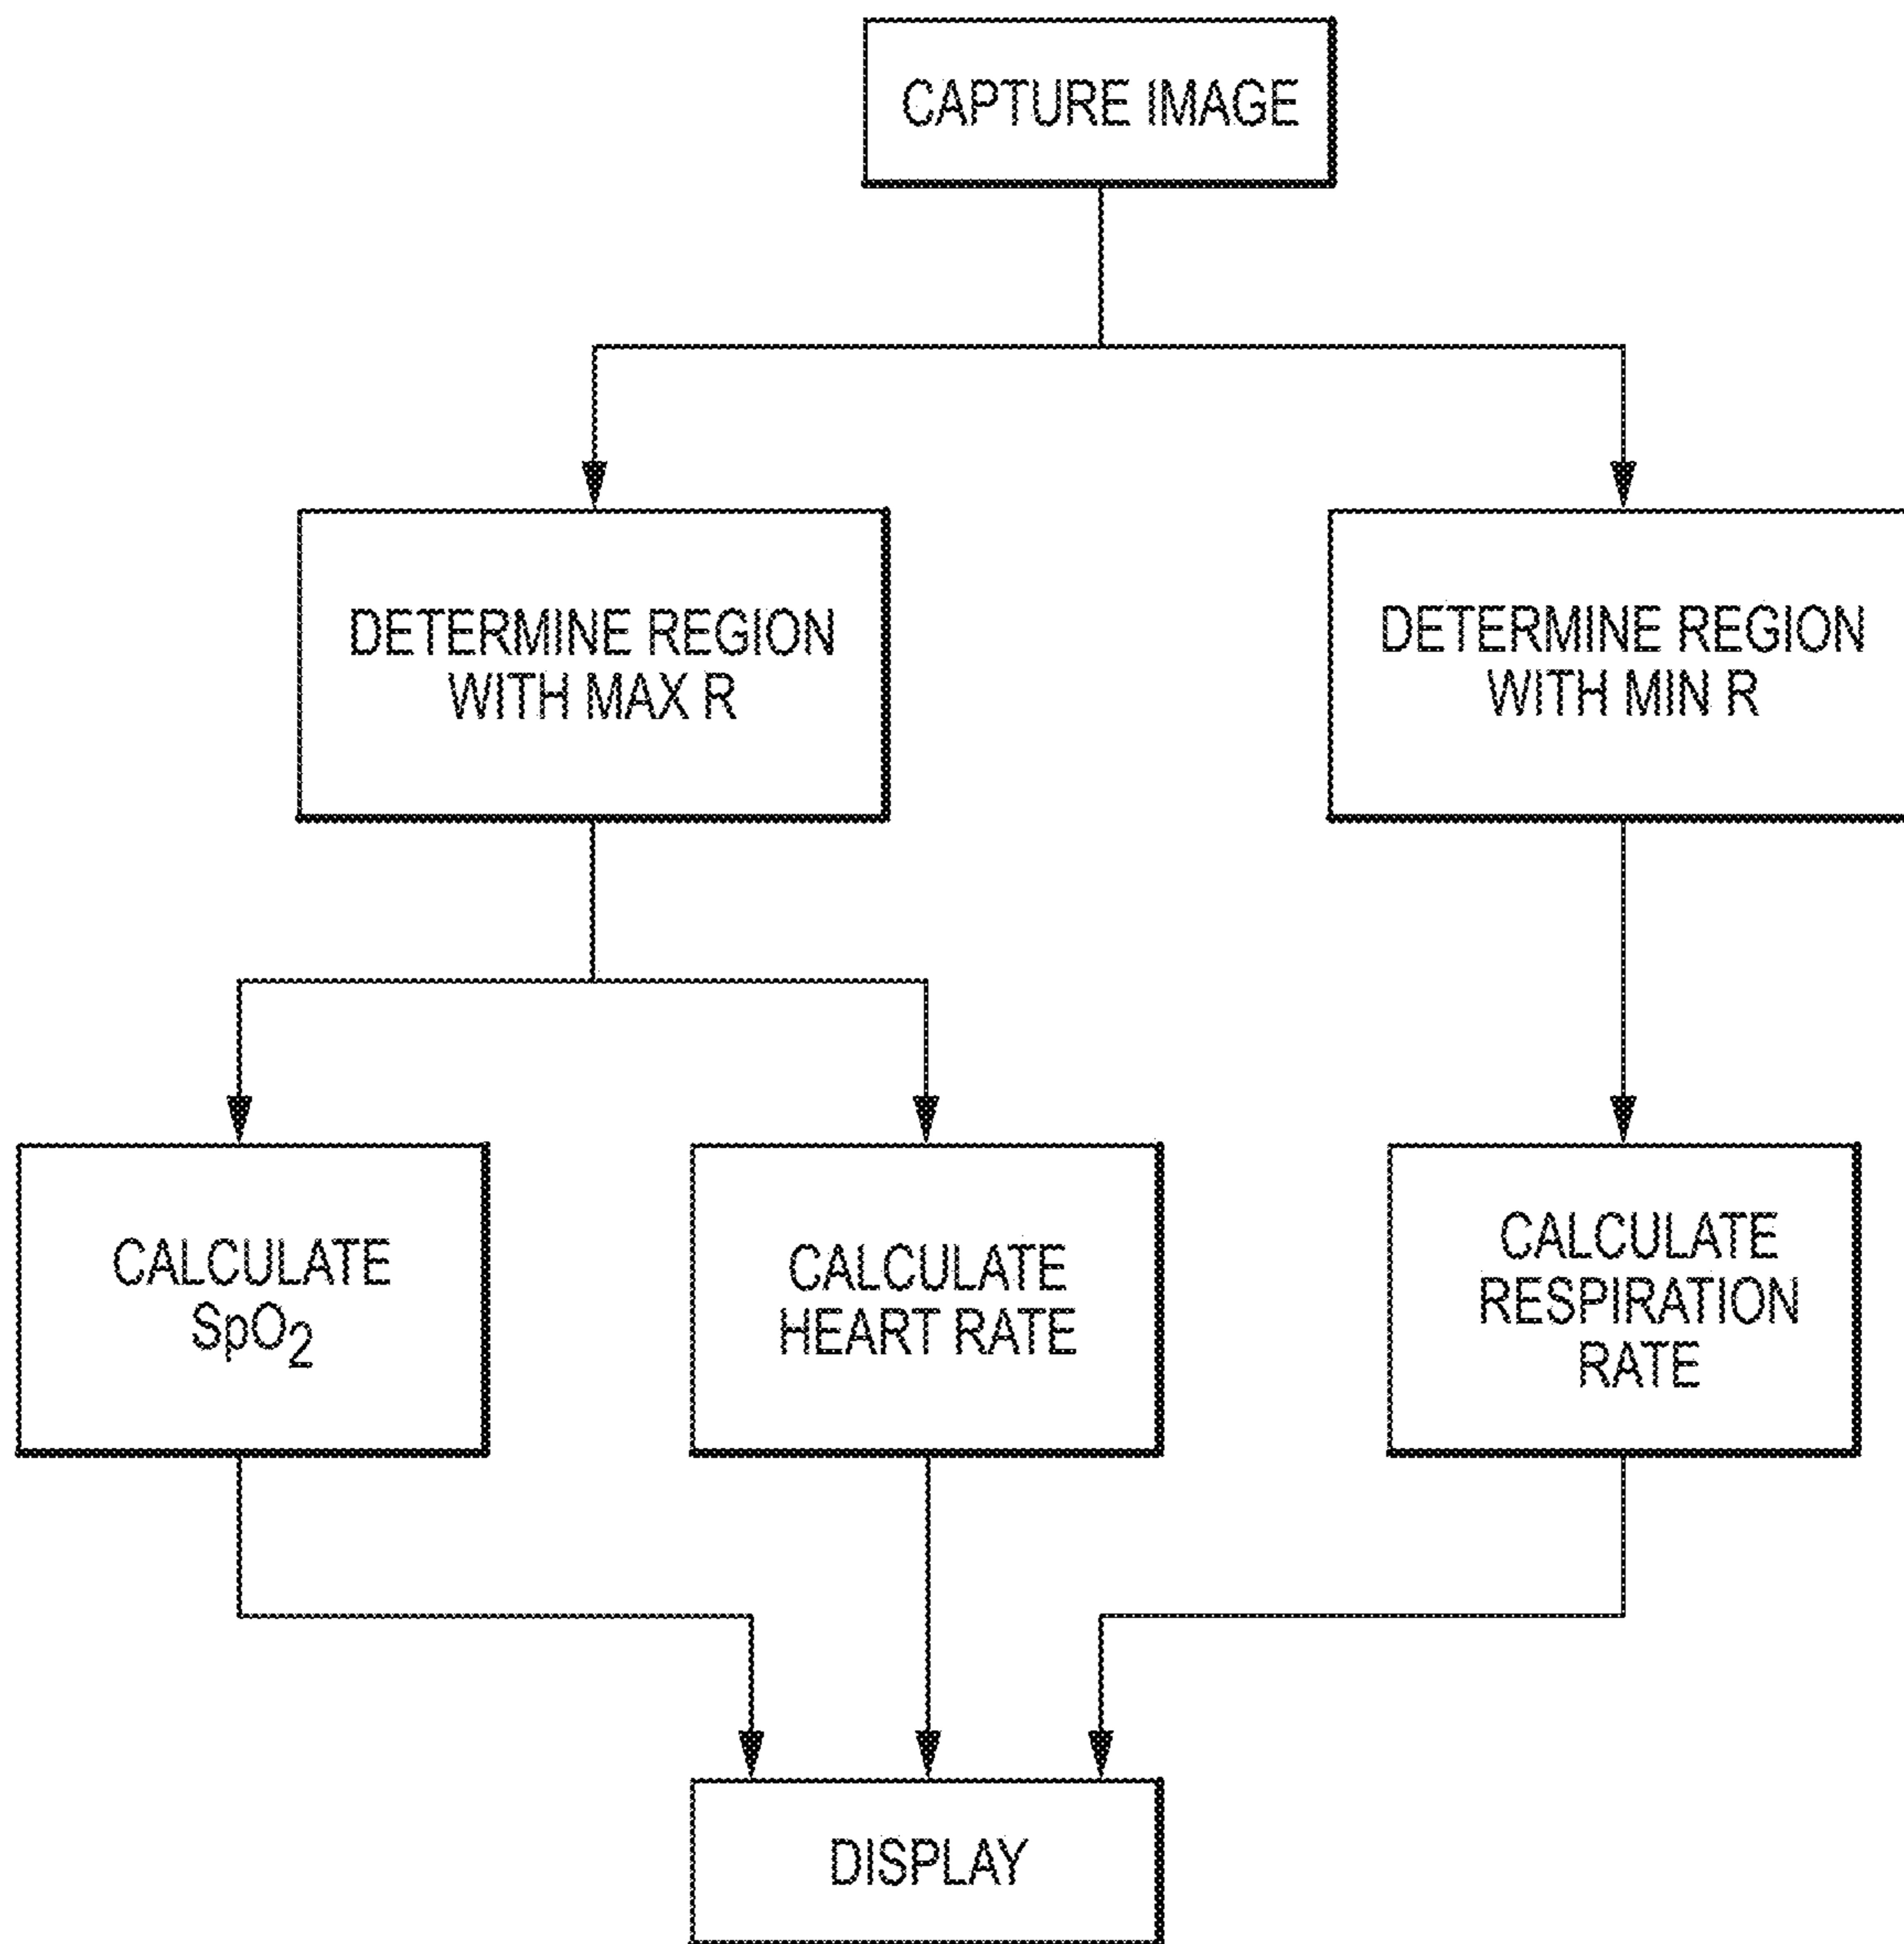 CAPTURE IMAGE
DETERMINE REGION
WITH MAX R
DETERMINE REGION
WITH MIN R
CALCULATE
SpO₂
CALCULATE
HEART RATE
CALCULATE
RESPIRATION
RATE
DISPLAY